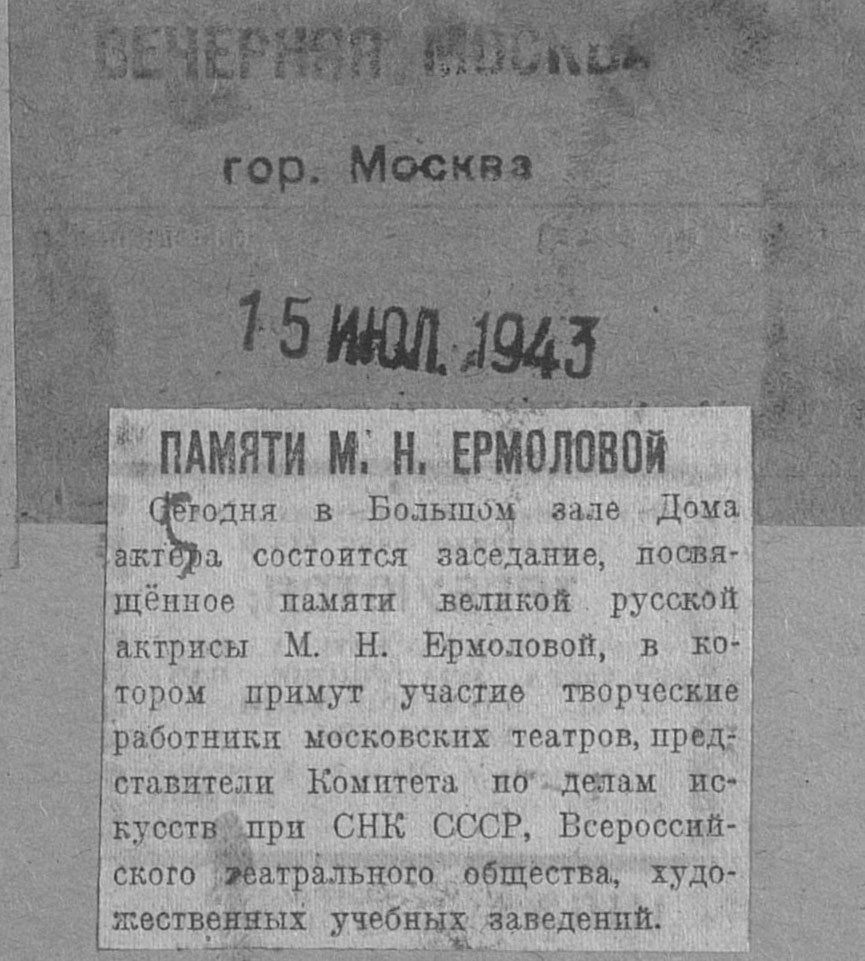 ВЕЧЕРНЯЯ МОСКВА
гор. Москва
15 ИЮЛ. 1943
ПАМЯТИ М. Н. ЕРМОЛОВОЙ
Сегодня в Большом зале Дома
актёра состоится заседание, посвя-
щённое памяти великой русской
актрисы М. Н. Ермоловой, в ко-
тором примут участие творческие
работники московских театров, пред-
ставители Комитета по делам ис-
кусств при СНК СССР, Всероссий-
ского театрального общества, худо-
жественных учебных заведений.